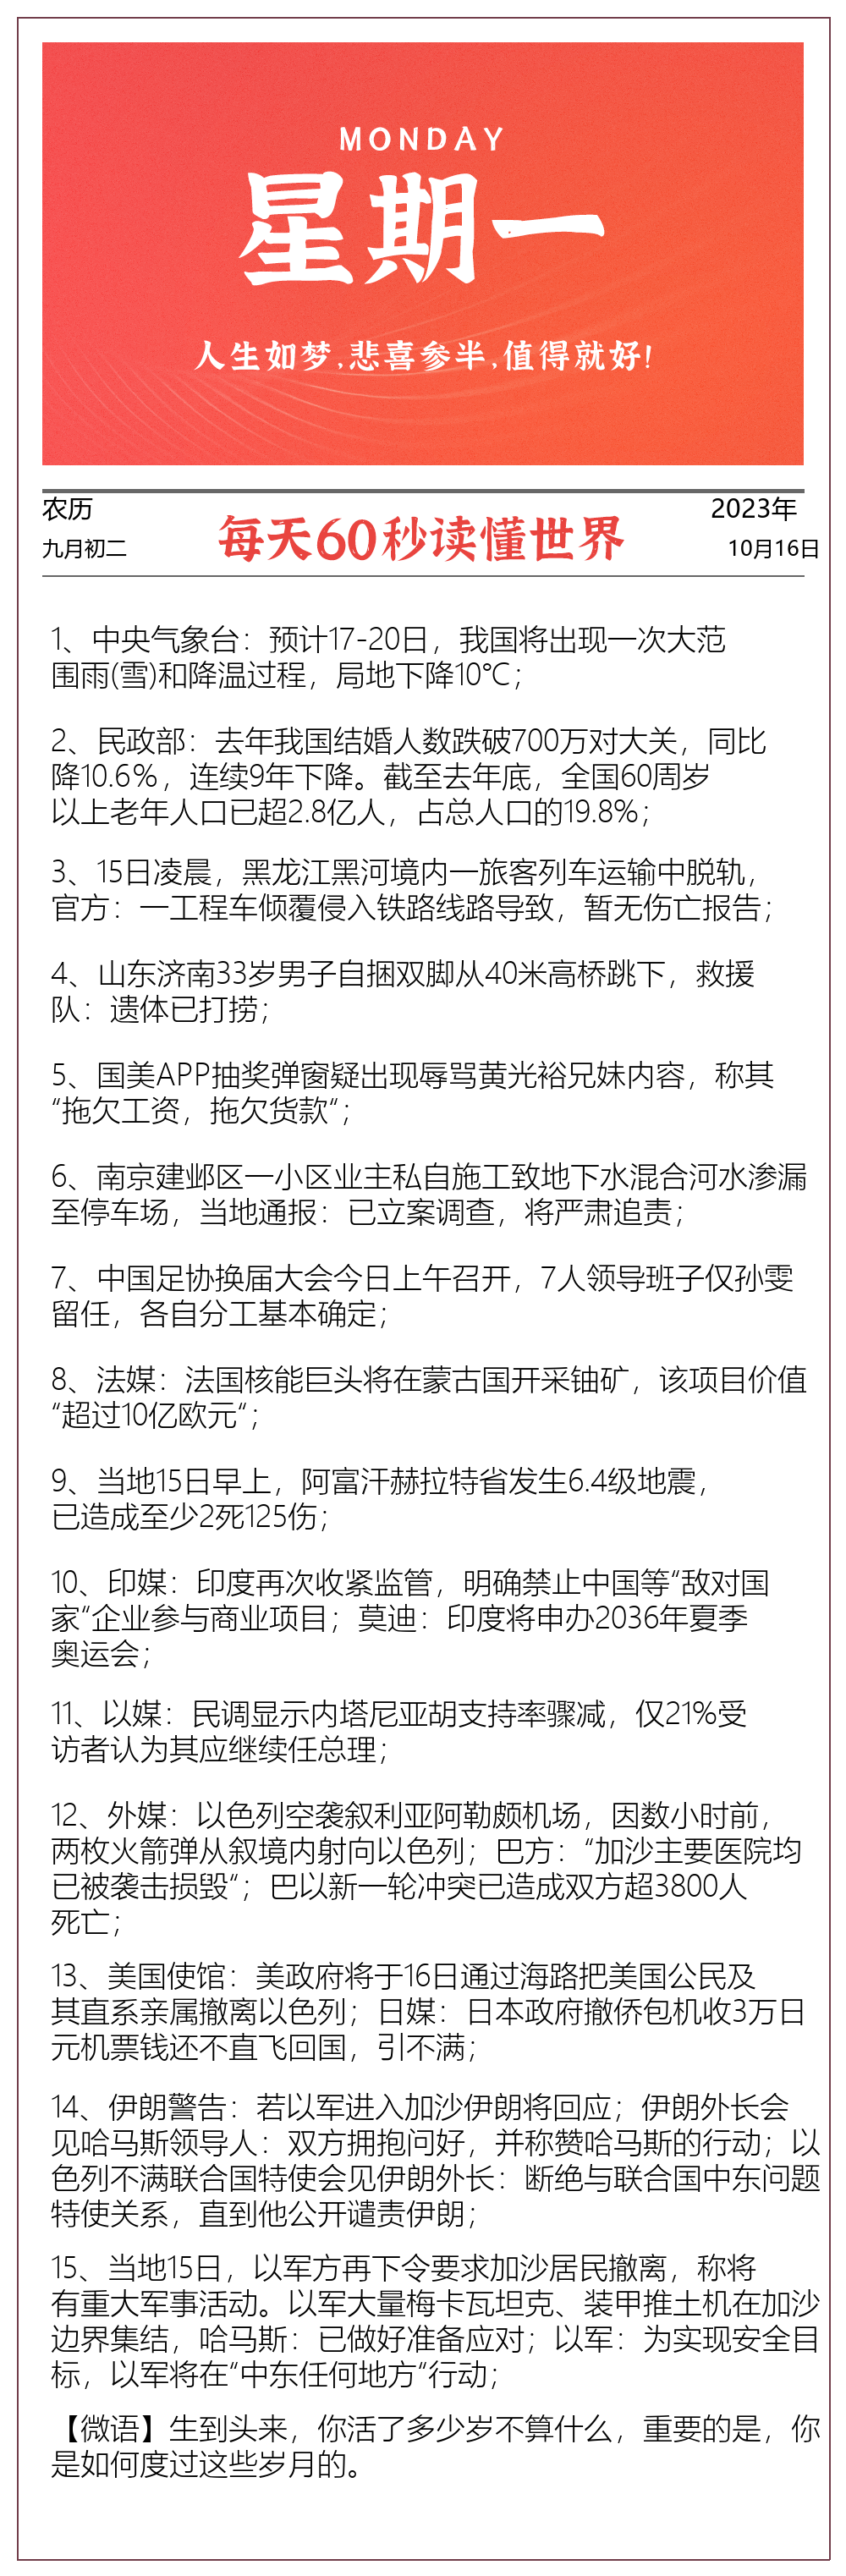 MONDAY
星期一
人生如梦,悲喜参半,值得就好!
农历
2023年
每天60秒读懂世界
九月初二
10月16日
1、中央气象台：预计17-20日，我国将出现一次大范
围雨(雪)和降温过程，局地下降10℃；
2、民政部：去年我国结婚人数跌破700万对大关，同比
降10.6%，连续9年下降。截至去年底，全国60周岁
以上老年人口已超2.8亿人，占总人口的19.8%；
3、15日凌晨，黑龙江黑河境内一旅客列车运输中脱轨，
官方：一工程车倾覆侵入铁路线路导致，暂无伤亡报告；
4、山东济南33岁男子自捆双脚从40米高桥跳下，救援
队：遗体已打捞；
5、国美APP抽奖弹窗疑出现辱骂黄光裕兄妹内容，称其
“拖欠工资，拖欠货款“；
6、南京建邺区一小区业主私自施工致地下水混合河水渗漏
至停车场，当地通报：已立案调查，将严肃追责；
7、中国足协换届大会今日上午召开，7人领导班子仅孙雯
留任，各自分工基本确定；
8、法媒：法国核能巨头将在蒙古国开采铀矿，该项目价值
“超过10亿欧元“；
9、当地15日早上，阿富汗赫拉特省发生6.4级地震，
已造成至少2死125伤；
10、印媒：印度再次收紧监管，明确禁止中国等“敌对国
家“企业参与商业项目；莫迪：印度将申办2036年夏季
奥运会；
11、以媒：民调显示内塔尼亚胡支持率骤减，仅21%受
访者认为其应继续任总理；
12、外媒：以色列空袭叙利亚阿勒颇机场，因数小时前，
两枚火箭弹从叙境内射向以色列；巴方：“加沙主要医院均
已被袭击损毁“；巴以新一轮冲突已造成双方超3800人
死亡；
13、美国使馆：美政府将于16日通过海路把美国公民及
其直系亲属撤离以色列；日媒：日本政府撤侨包机收3万日
元机票钱还不直飞回国，引不满；
14、伊朗警告：若以军进入加沙伊朗将回应；伊朗外长会
见哈马斯领导人：双方拥抱问好，并称赞哈马斯的行动；以
色列不满联合国特使会见伊朗外长：断绝与联合国中东问题
特使关系，直到他公开谴责伊朗；
15、当地15日，以军方再下令要求加沙居民撤离，称将
有重大军事活动。以军大量梅卡瓦坦克、装甲推土机在加沙
边界集结，哈马斯：已做好准备应对；以军：为实现安全目
标，以军将在“中东任何地方“行动；
【微语】生到头来，你活了多少岁不算什么，重要的是，你
是如何度过这些岁月的。